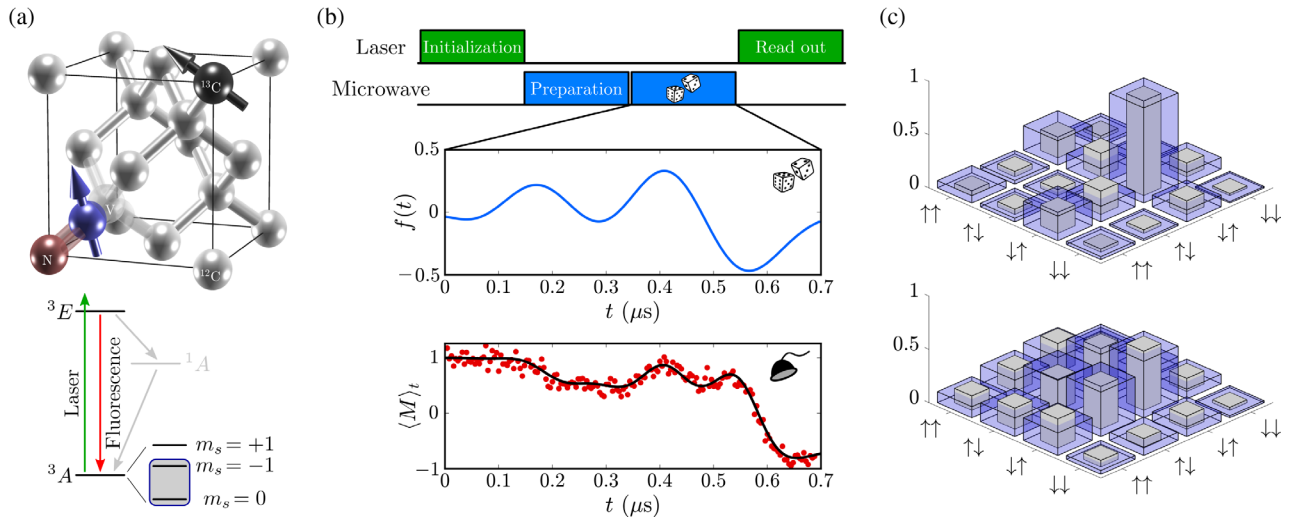 (a)
¹³C
V
N
¹²C
³E
¹A
Laser
Fluorescence
³A
mₛ = +1
mₛ = −1
mₛ = 0
(b)
Laser
Initialization
Read out
Microwave
Preparation
0.5
0
−0.5
f(t)
0 0.1 0.2 0.3 0.4 0.5 0.6 0.7
t (μs)
1
0
−1
⟨M⟩ₜ
0 0.1 0.2 0.3 0.4 0.5 0.6 0.7
t (μs)
(c)
1
0.5
0
↑↑ ↑↓ ↓↑ ↓↓
↑↑ ↑↓ ↓↑ ↓↓
1
0.5
0
↑↑ ↑↓ ↓↑ ↓↓
↑↑ ↑↓ ↓↑ ↓↓